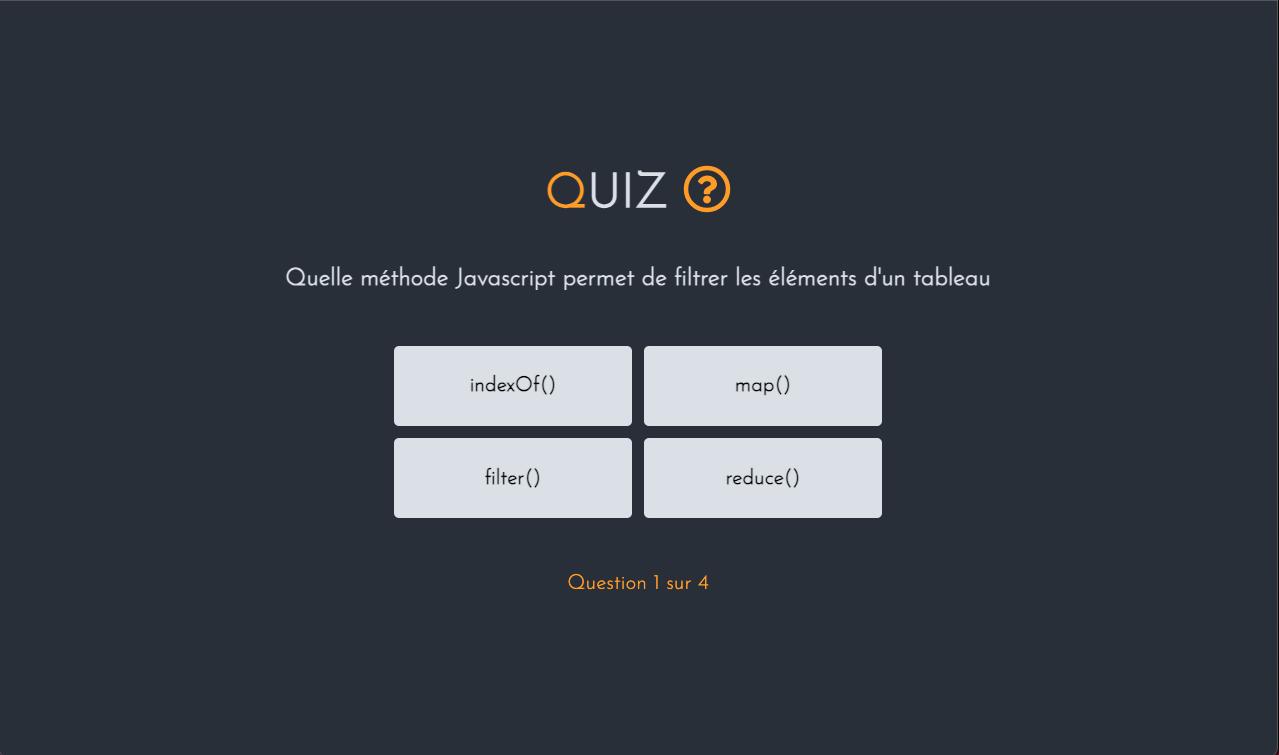 QUIZ ?
Quelle méthode Javascript permet de filtrer les éléments d'un tableau
indexOf()
map()
filter()
reduce()
Question 1 sur 4